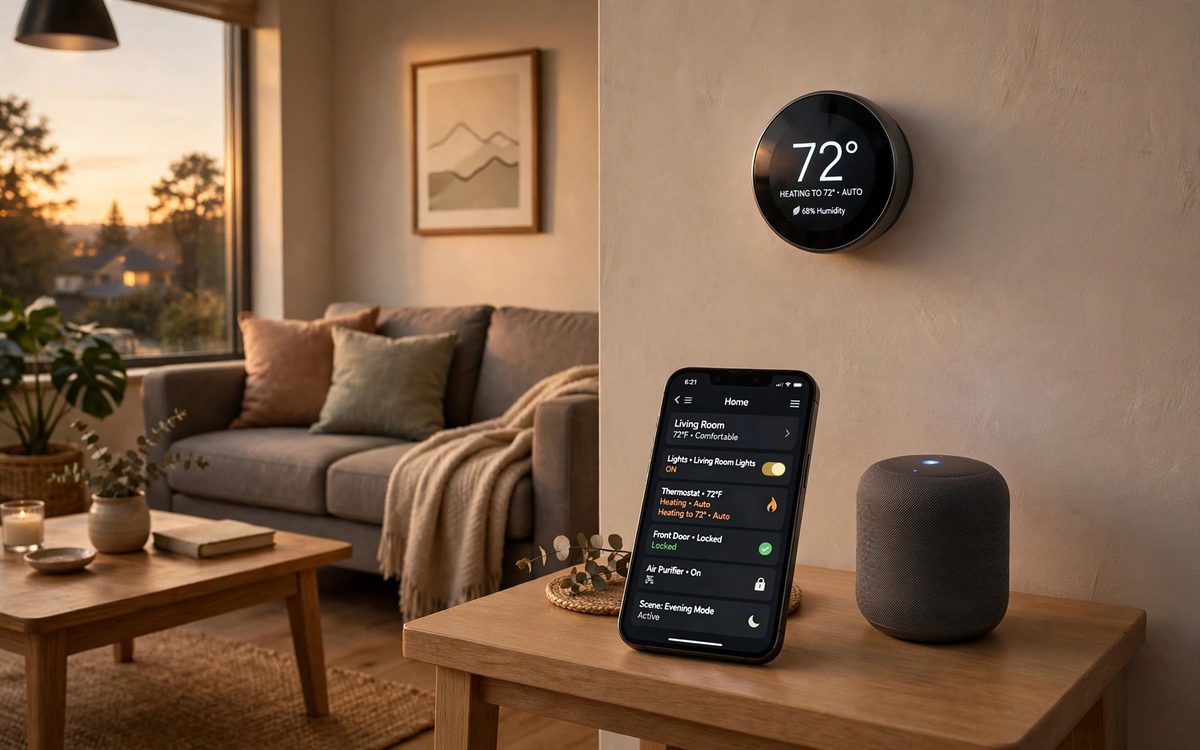 72°
HEATING TO 72° • AUTO
68% Humidity
6:21
Home
Living Room
72°F • Comfortable
Lights • Living Room Lights
ON
Thermostat • 72°F
Heating • Auto
Heating to 72° • Auto
Front Door • Locked
Locked
Air Purifier • On
Scene: Evening Mode
Active